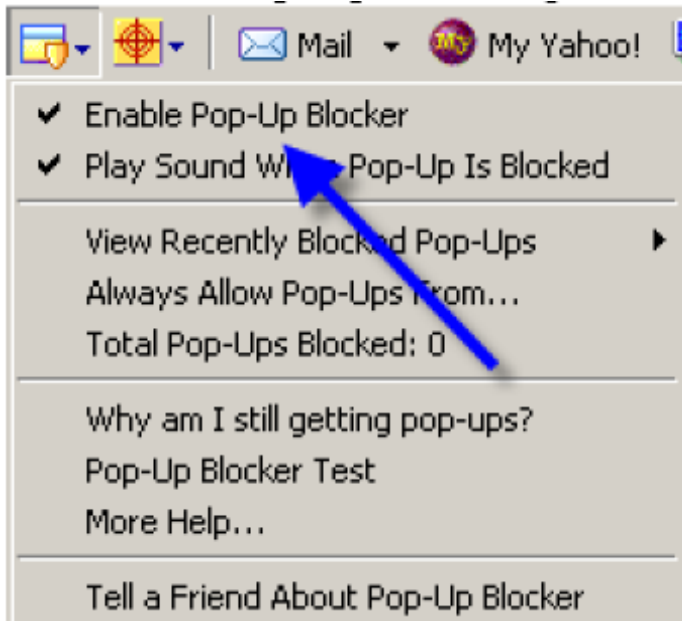 Mail My Yahoo!
Enable Pop-Up Blocker
Play Sound Pop-Up Is Blocked
View Recently Blocked Pop-Ups
Always Allow Pop-Ups From...
Total Pop-Ups Blocked: 0
Why am I still getting pop-ups?
Pop-Up Blocker Test
More Help...
Tell a Friend About Pop-Up Blocker